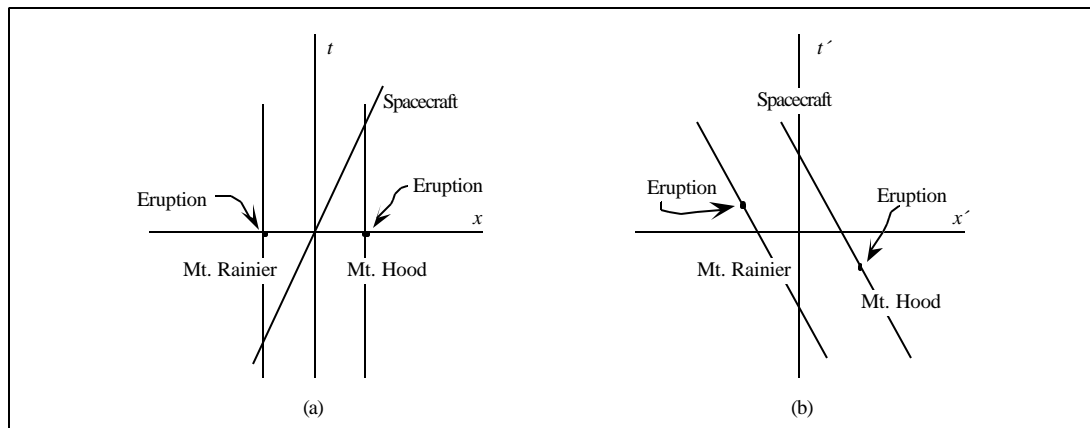 t
Spacecraft
Eruption
Eruption
x
Mt. Rainier
Mt. Hood
(a)
t´
Spacecraft
Eruption
Eruption
x´
Mt. Rainier
Mt. Hood
(b)